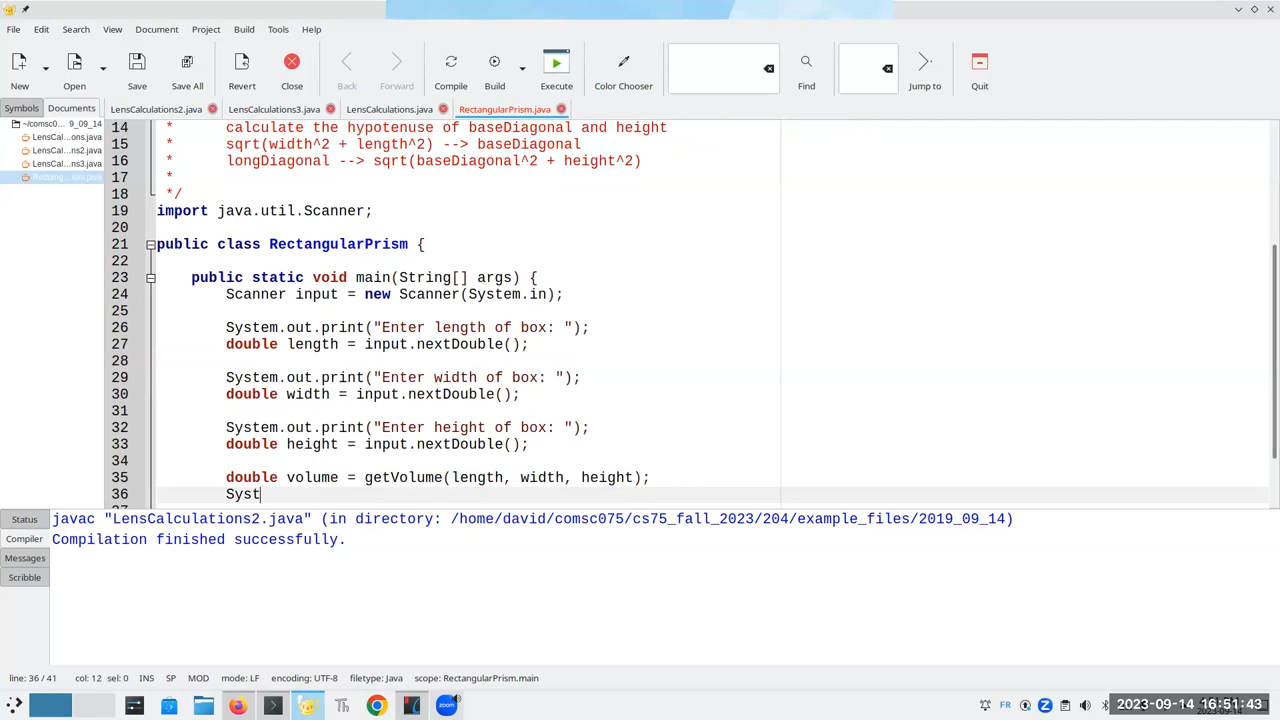 File Edit Search View Go Document Project Build Tools Help
New Open Save Save All Revert Close Back Forward Compile Build Execute Color Chooser Find Jump to Quit
Symbols Documents LensCalculations2.java LensCalculations3.java LensCalculations.java RectangularPrism.java
~/comsc0 9_09_14
LensCal...ons.java
LensCal...ns2.java
LensCal...ns3.java
Rectang...ism.java
14 * calculate the hypotenuse of baseDiagonal and height
15 * sqrt(width^2 + length^2) --> baseDiagonal
16 * longDiagonal --> sqrt(baseDiagonal^2 + height^2)
17 *
18 */
19 import java.util.Scanner;
20
21 public class RectangularPrism {
22
23 public static void main(String[] args) {
24 Scanner input = new Scanner(System.in);
25
26 System.out.print("Enter length of box: ");
27 double length = input.nextDouble();
28
29 System.out.print("Enter width of box: ");
30 double width = input.nextDouble();
31
32 System.out.print("Enter height of box: ");
33 double height = input.nextDouble();
34
35 double volume = getVolume(length, width, height);
36 Syst
Status
Compiler
Messages
Scribble
javac "LensCalculations2.java" (in directory: /home/david/comsc075/cs75_fall_2023/204/example_files/2019_09_14)
Compilation finished successfully.
line: 36 / 41 col: 12 sel: 0 INS SP MOD mode: LF encoding: UTF-8 filetype: Java scope: RectangularPrism.main
Th zoom FR 2023-09-14 16:51:43